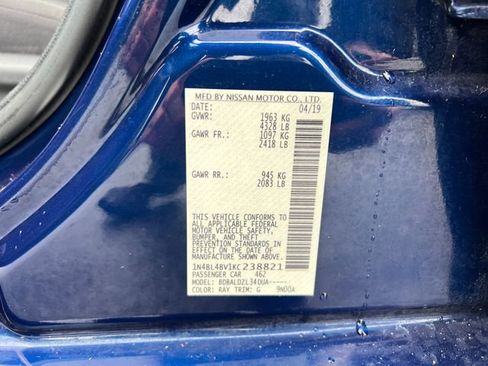 MFD BY NISSAN MOTOR CO., LTD.
DATE: 04/19
GVWR: 1963 KG
4328 LB
GAWR FR.: 1097 KG
2418 LB
GAWR RR.: 945 KG
2083 LB
THIS VEHICLE CONFORMS TO
ALL APPLICABLE FEDERAL
MOTOR VEHICLE SAFETY,
BUMPER, AND THEFT
PREVENTION STANDARDS IN
EFFECT ON THE DATE OF
MANUFACTURE SHOWN ABOVE.
1N4BL4BV1KC238821
PASSENGER CAR 462
MODEL: BDBALDZL34DUA-----
COLOR: RAY TRIM: G 9NDOA